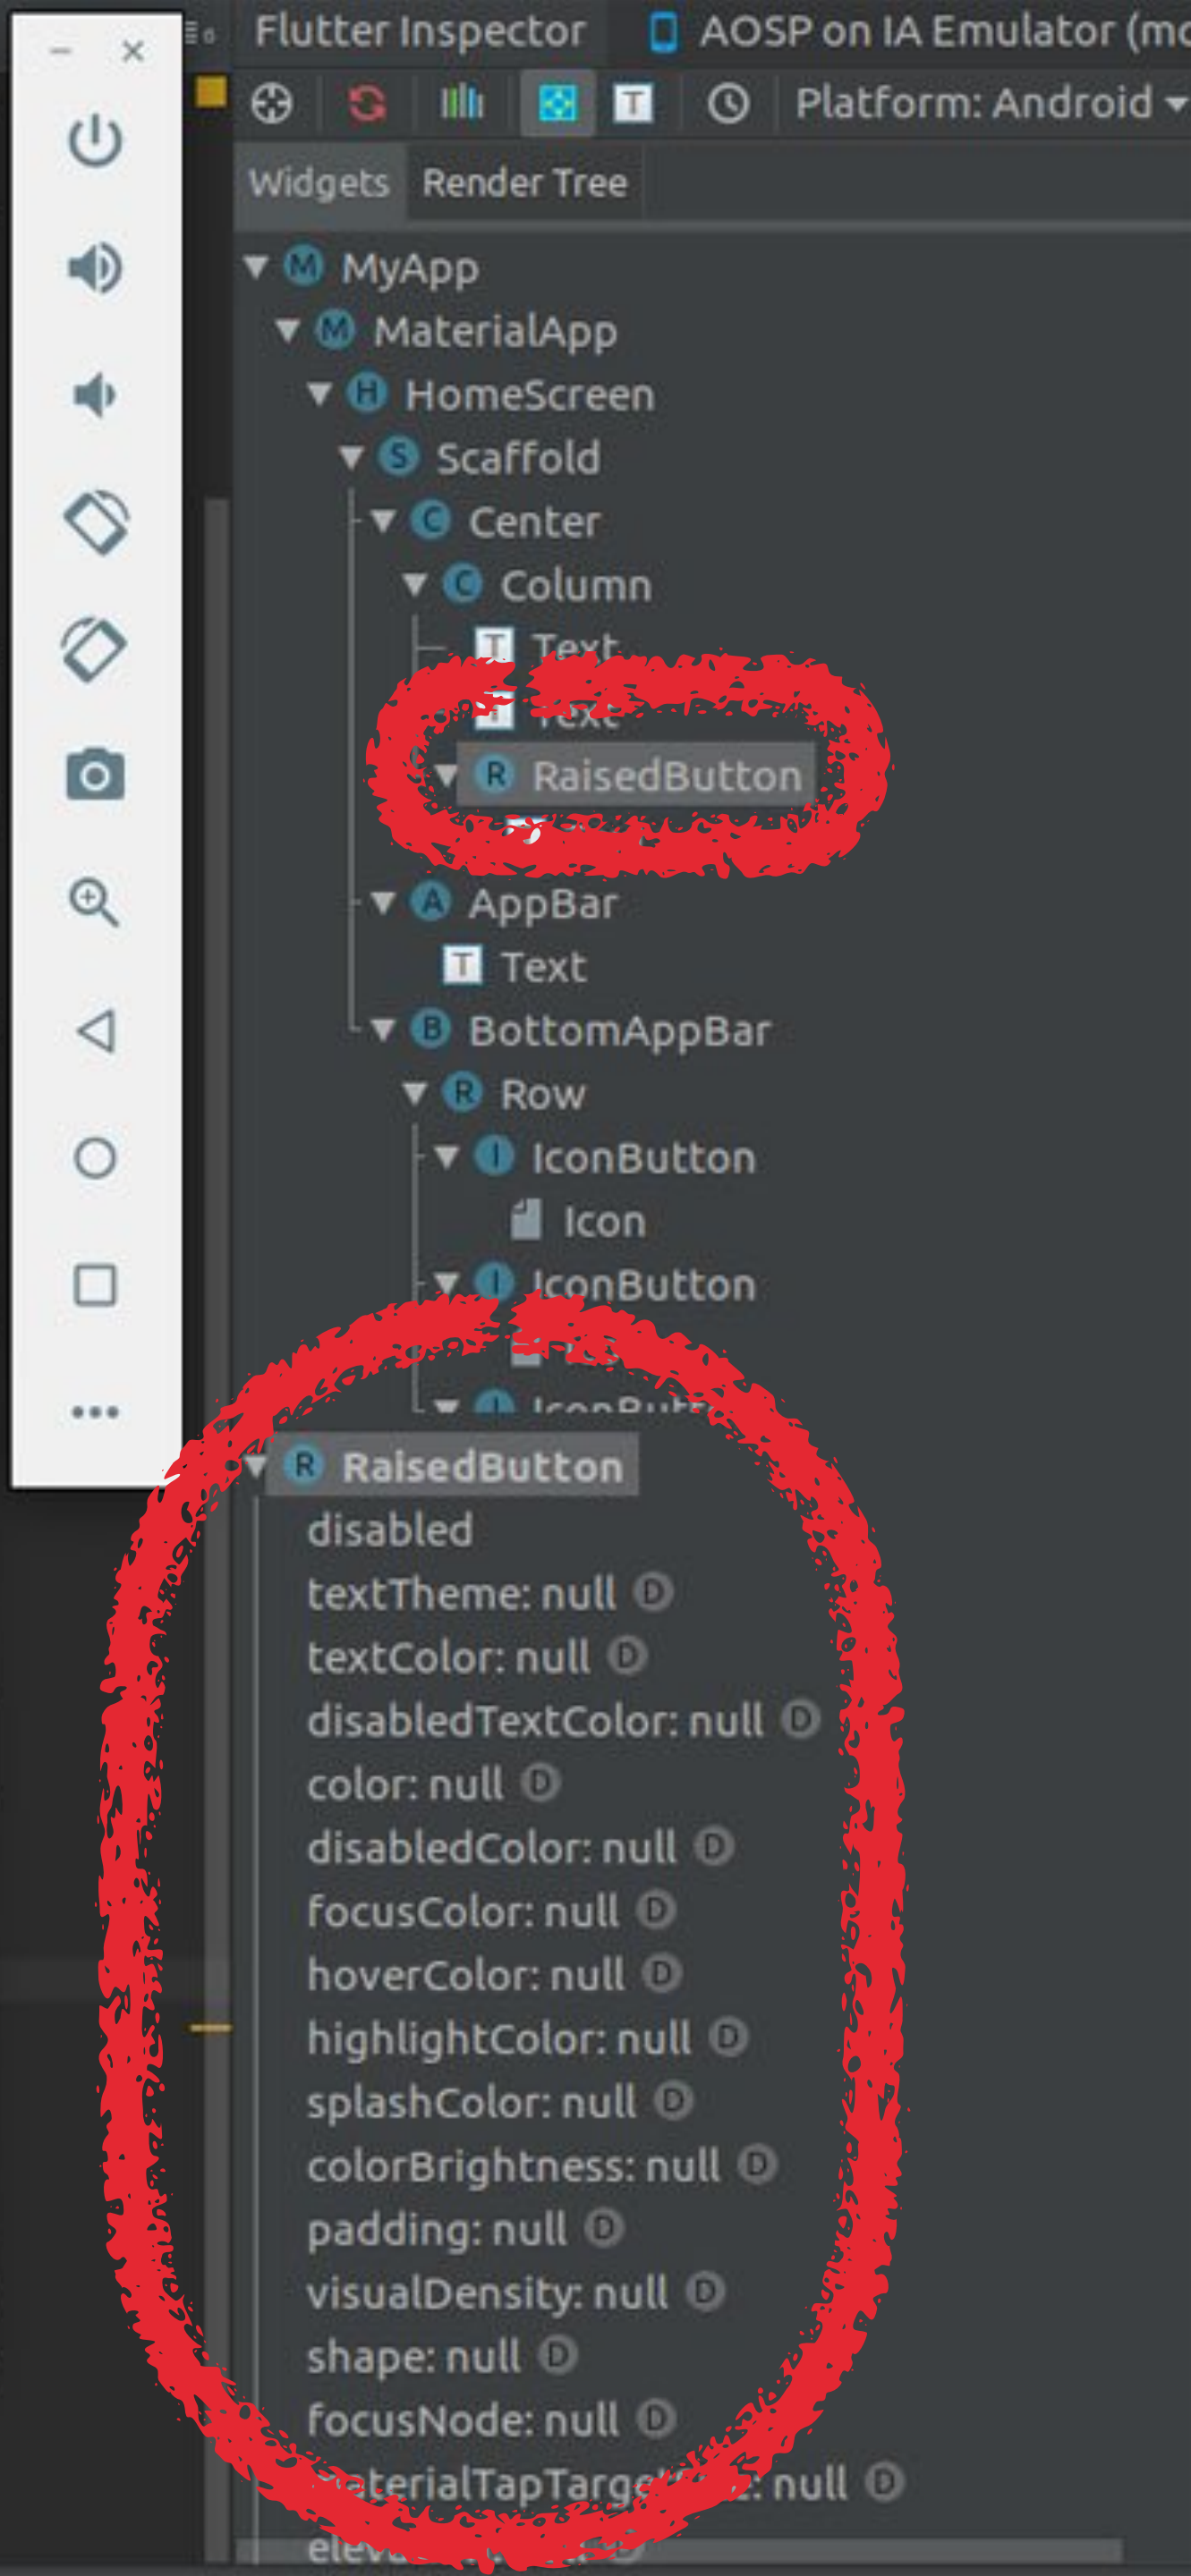 Flutter Inspector AOSP on IA Emulator (mo
Platform: Android
Widgets Render Tree
MyApp
MaterialApp
HomeScreen
Scaffold
Center
Column
Text
Text
RaisedButton
AppBar
Text
BottomAppBar
Row
IconButton
Icon
IconButton
RaisedButton
disabled
textTheme: null D
textColor: null D
disabledTextColor: null D
color: null D
disabledColor: null D
focusColor: null D
hoverColor: null D
highlightColor: null D
splashColor: null D
colorBrightness: null D
padding: null D
visualDensity: null D
shape: null D
focusNode: null D
null D